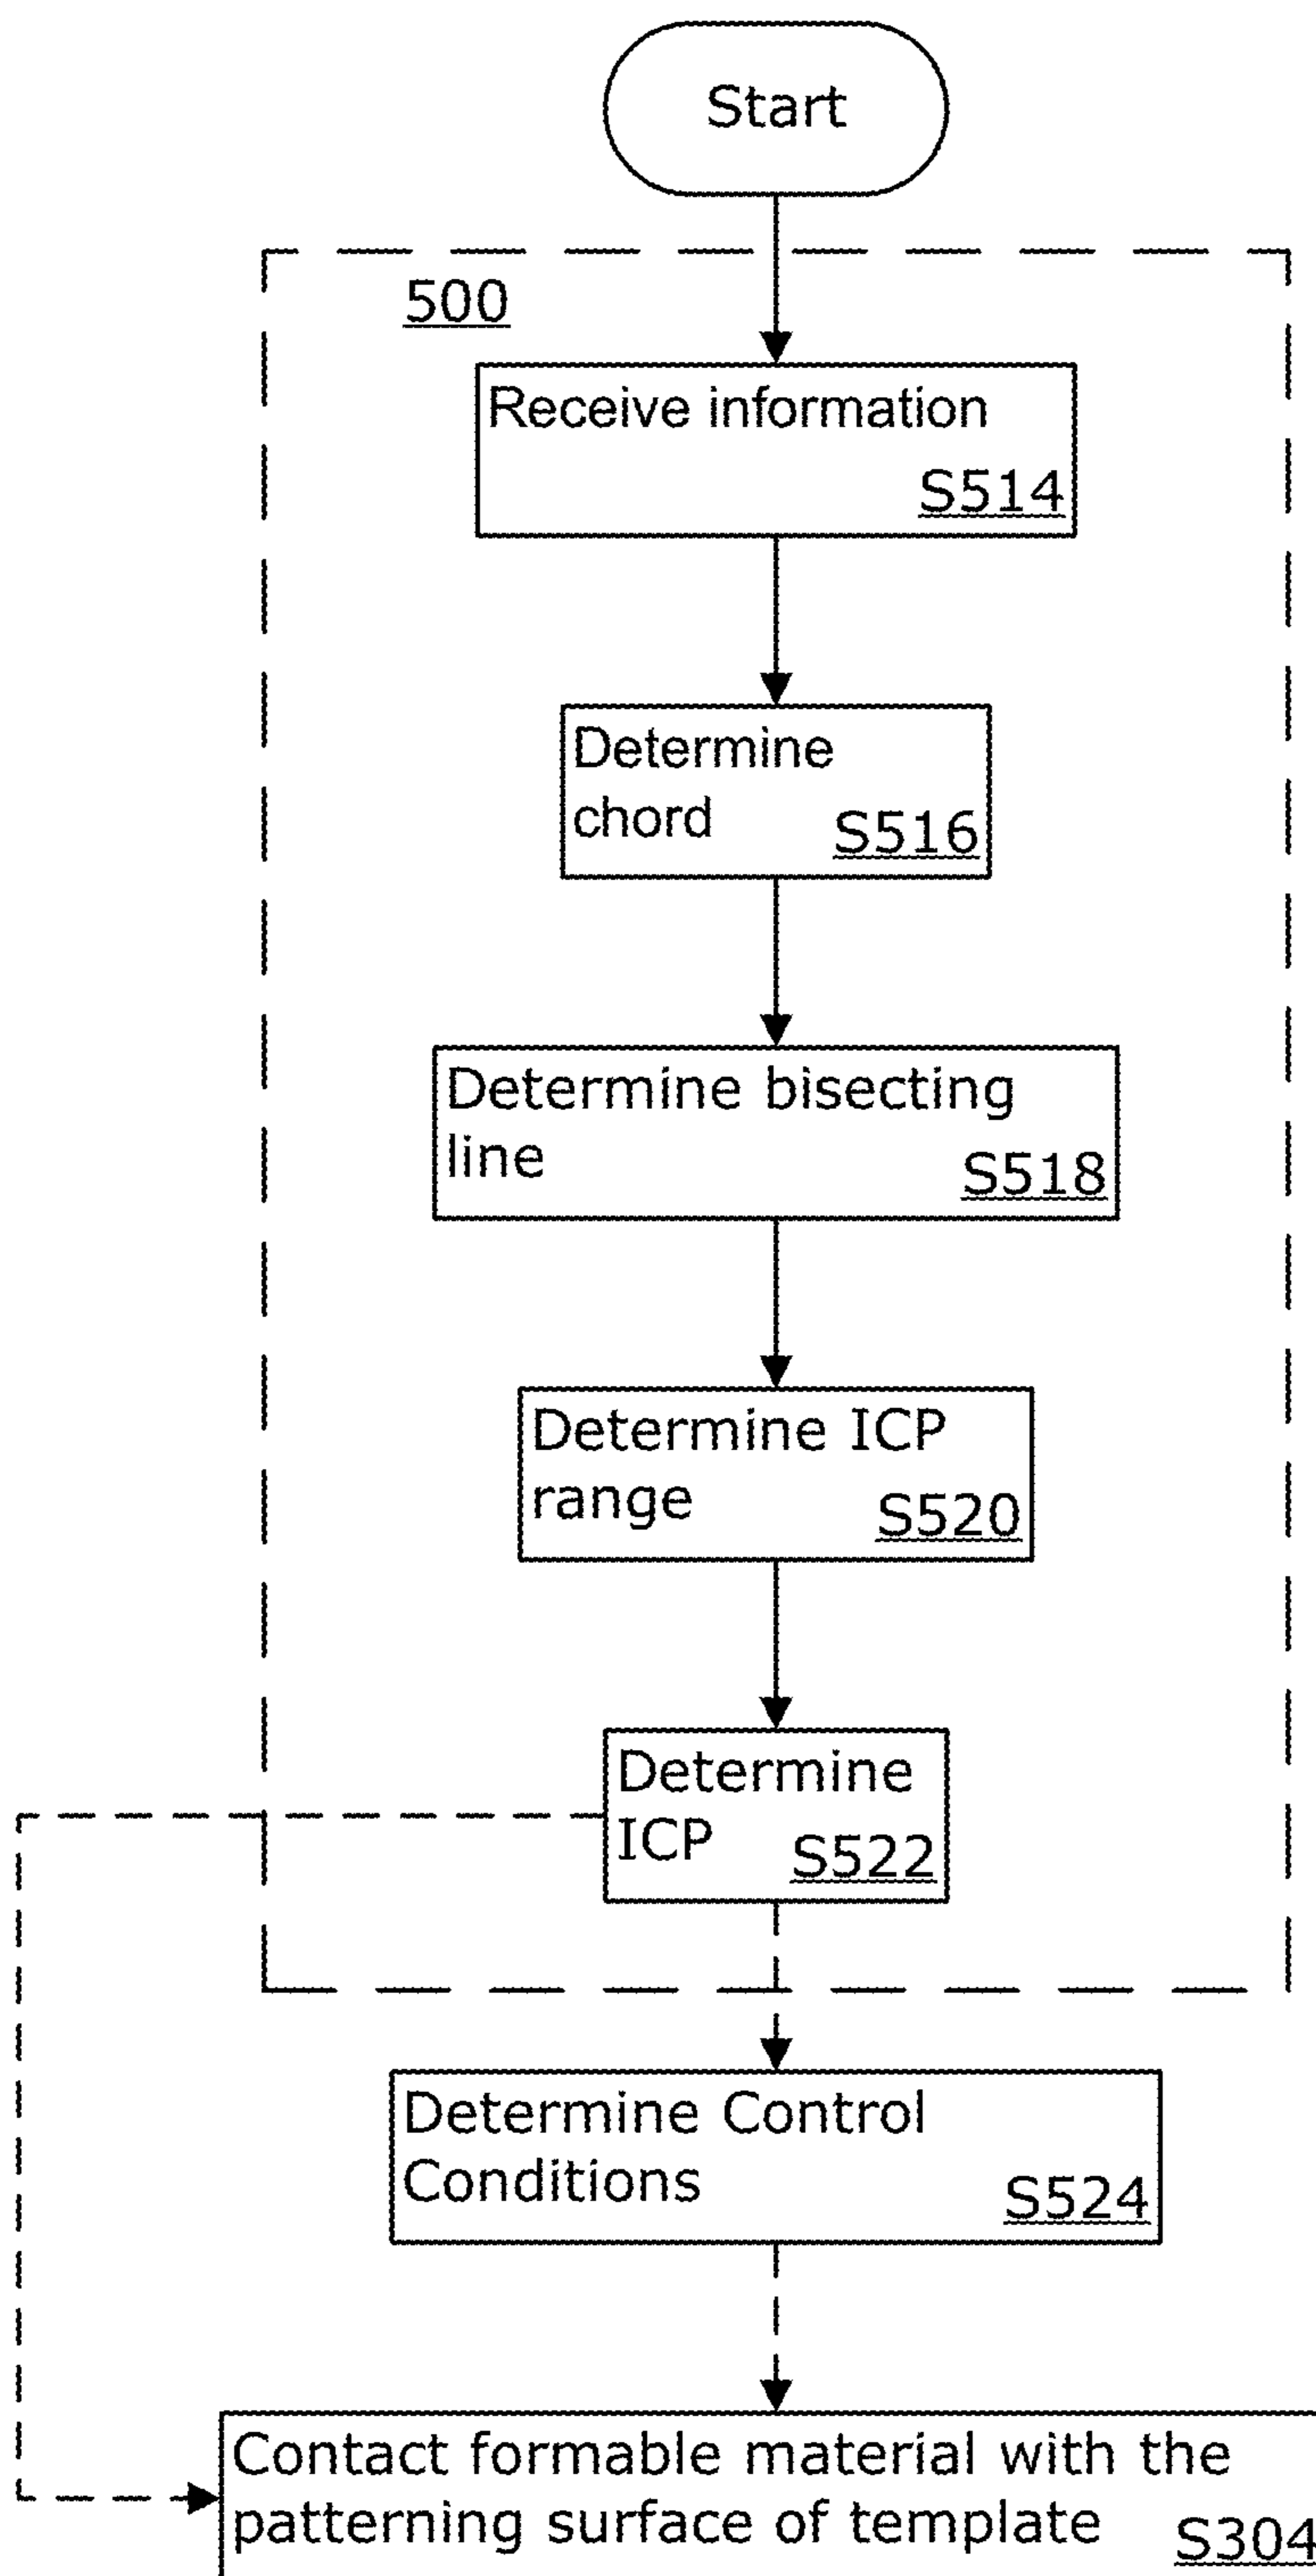 Start
500
Receive information
S514
Determine
chord
S516
Determine bisecting
line
S518
Determine ICP
range
S520
Determine
ICP
S522
Determine Control
Conditions
S524
Contact formable material with the
patterning surface of template
S304